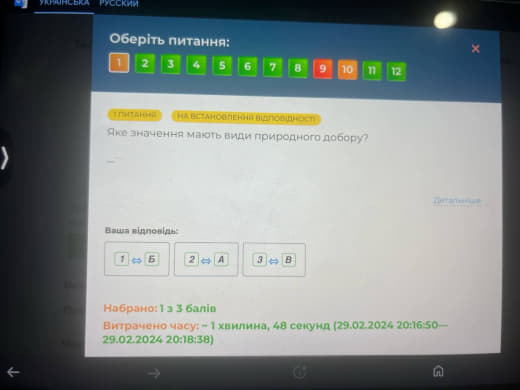 УКРАЇНСЬКА РУССКИЙ
Оберіть питання:
1 2 3 4 5 6 7 8 9 10 11 12
1 ПИТАННЯ НА ВСТАНОВЛЕННЯ ВІДПОВІДНОСТІ
Яке значення мають види природного добору?
...
Детальніше
Ваша відповідь:
1 ⇔ Б 2 ⇔ А 3 ⇔ В
Набрано: 1 з 3 балів
Витрачено часу: ~ 1 хвилина, 48 секунд (29.02.2024 20:16:50—
29.02.2024 20:18:38)